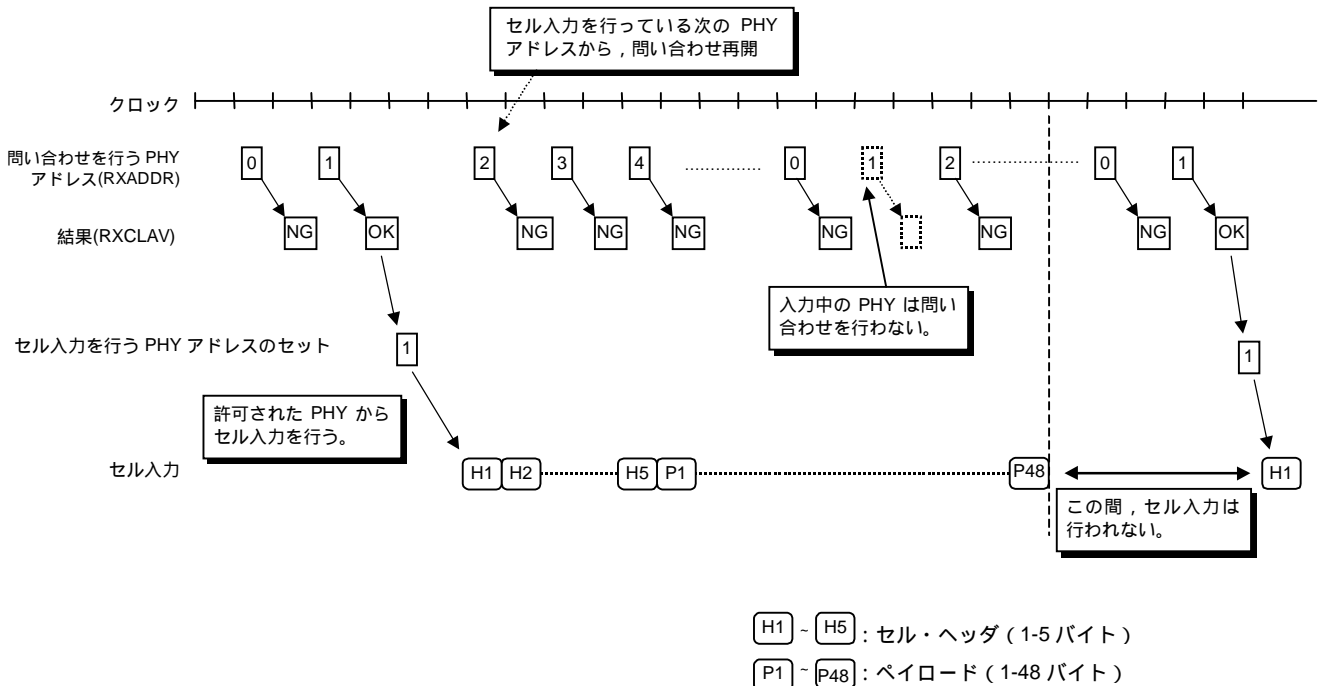 セル入力を行っている次の PHY
アドレスから , 問い合わせ再開
クロック
問い合わせを行う PHY
アドレス(RXADDR)
0 1 2 3 4 0 1 2 0 1
結果(RXCLAV)
NG OK NG NG NG NG NG NG OK
入力中の PHY は問い
合わせを行わない。
セル入力を行う PHY アドレスのセット
1 1
許可された PHY から
セル入力を行う。
セル入力
H1 H2 H5 P1 P48 H1
この間 , セル入力は
行われない。
H1 ~ H5 : セル・ヘッダ ( 1-5 バイト )
P1 ~ P48 : ペイロード ( 1-48 バイト )